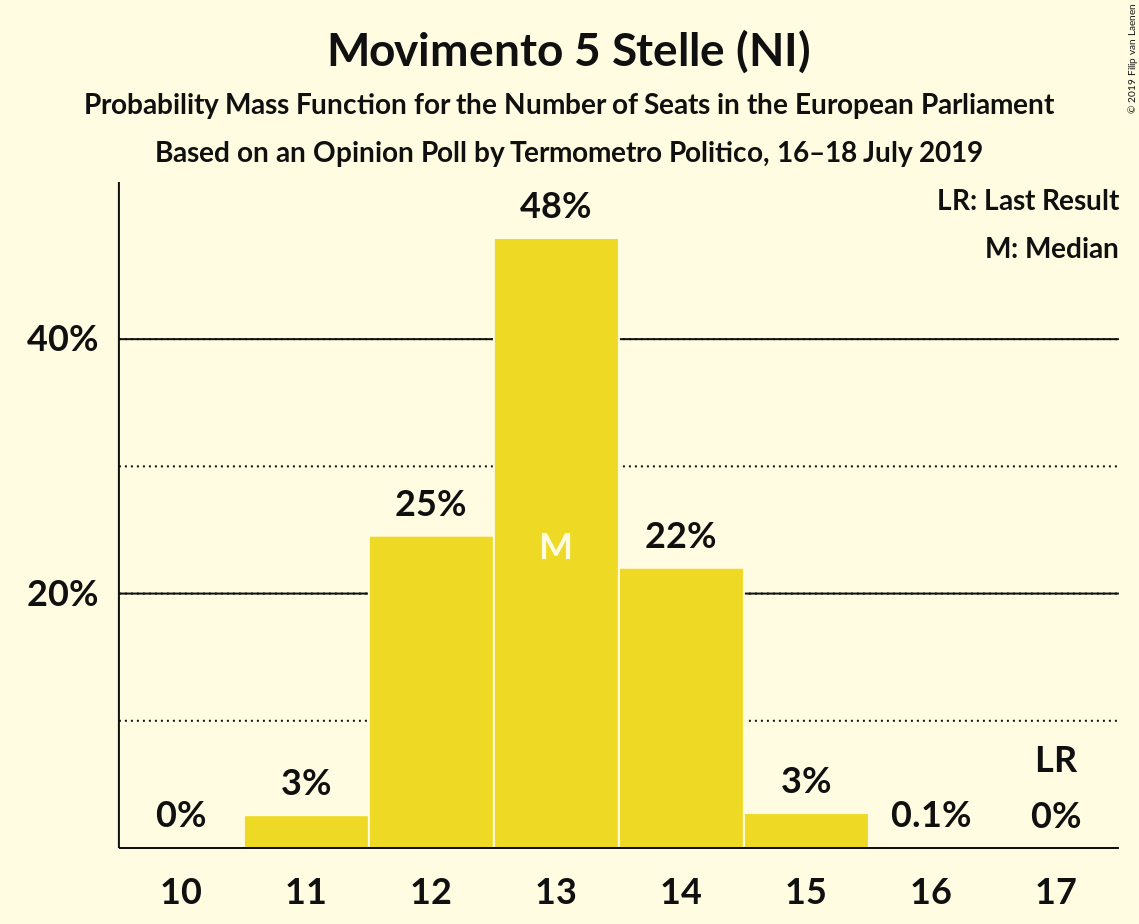 Movimento 5 Stelle (NI)
Probability Mass Function for the Number of Seats in the European Parliament
Based on an Opinion Poll by Termometro Politico, 16–18 July 2019
© 2019 Filip van Laenen
LR: Last Result
M: Median
48%
40%
25%
22%
M
20%
LR
3%
3%
0%
0.1%
0%
10 11 12 13 14 15 16 17